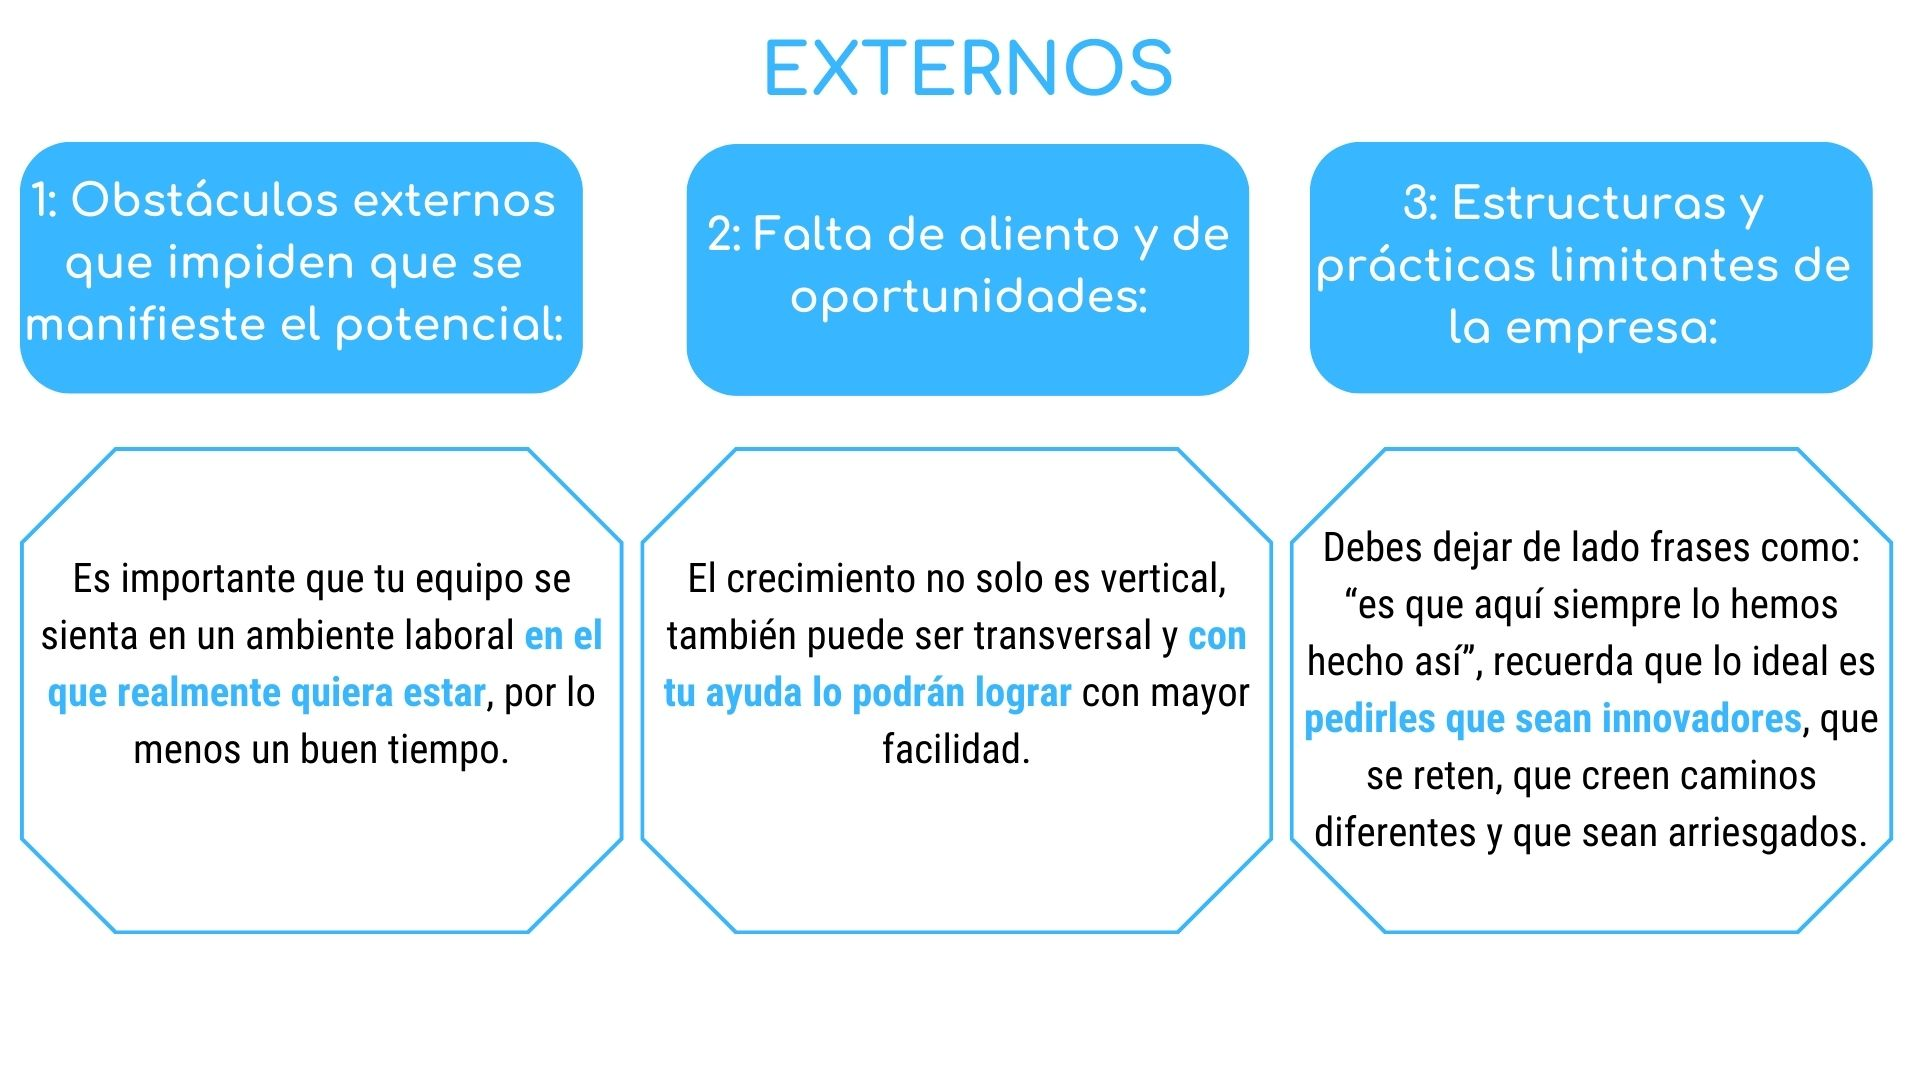 EXTERNOS
1: Obstáculos externos
que impiden que se
manifieste el potencial:
2: Falta de aliento y de
oportunidades:
3: Estructuras y
prácticas limitantes de
la empresa:
Es importante que tu equipo se
sienta en un ambiente laboral en el
que realmente quiera estar, por lo
menos un buen tiempo.
El crecimiento no solo es vertical,
también puede ser transversal y con
tu ayuda lo podrán lograr con mayor
facilidad.
Debes dejar de lado frases como:
“es que aquí siempre lo hemos
hecho así”, recuerda que lo ideal es
pedirles que sean innovadores, que
se reten, que creen caminos
diferentes y que sean arriesgados.